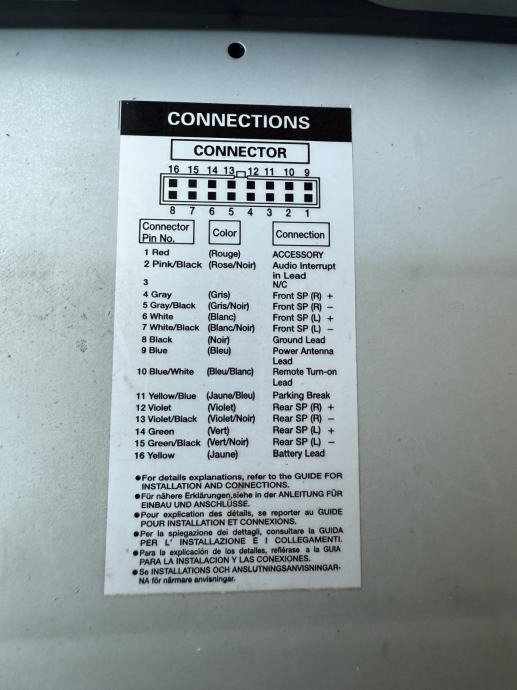 CONNECTIONS
CONNECTOR
16 15 14 13 12 11 10 9
8 7 6 5 4 3 2 1
Connector Pin No. Color Connection
1 Red (Rouge) ACCESSORY
2 Pink/Black (Rose/Noir) Audio Interrupt
in Lead
3 N/C
4 Gray (Gris) Front SP (R) +
5 Gray/Black (Gris/Noir) Front SP (R) −
6 White (Blanc) Front SP (L) +
7 White/Black (Blanc/Noir) Front SP (L) −
8 Black (Noir) Ground Lead
9 Blue (Bleu) Power Antenna
Lead
10 Blue/White (Bleu/Blanc) Remote Turn-on
Lead
11 Yellow/Blue (Jaune/Bleu) Parking Break
12 Violet (Violet) Rear SP (R) +
13 Violet/Black (Violet/Noir) Rear SP (R) −
14 Green (Vert) Rear SP (L) +
15 Green/Black (Vert/Noir) Rear SP (L) −
16 Yellow (Jaune) Battery Lead
●For details explanations, refer to the GUIDE FOR
INSTALLATION AND CONNECTIONS.
●Für nähere Erklärungen,siehe in der ANLEITUNG FÜR
EINBAU UND ANSCHLÜSSE.
●Pour explication des détails, se reporter au GUIDE
POUR INSTALLATION ET CONNEXIONS.
●Per la spiegazione dei dettagli, consultare la GUIDA
PER L' INSTALLAZIONE E I COLLEGAMENTI.
●Para la explicación de los detalles, refiérase a la GUIA
PARA LA INSTALACION Y LAS CONEXIONES.
●Se INSTALLATIONS OCH ANSLUTNINGSANVISNINGAR-
NA för närmare anvisningar.